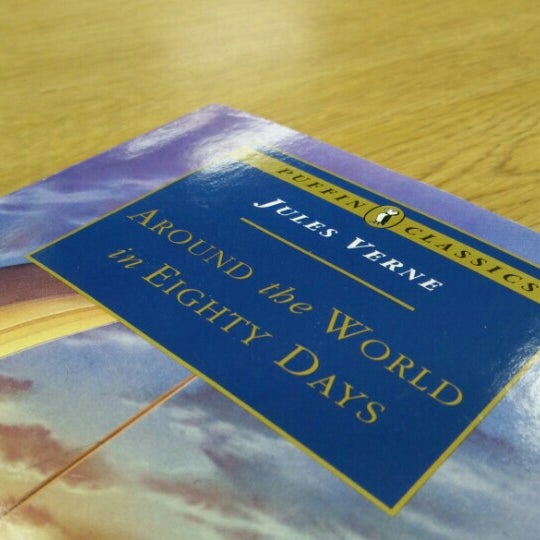 PUFFIN CLASSICS
JULES VERNE
AROUND the WORLD
in EIGHTY DAYS